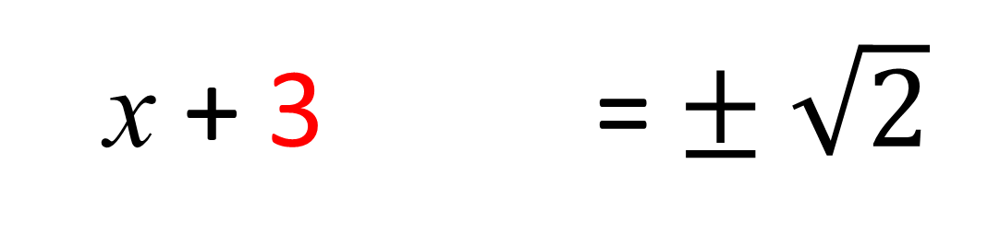 x + 3 = ± √2